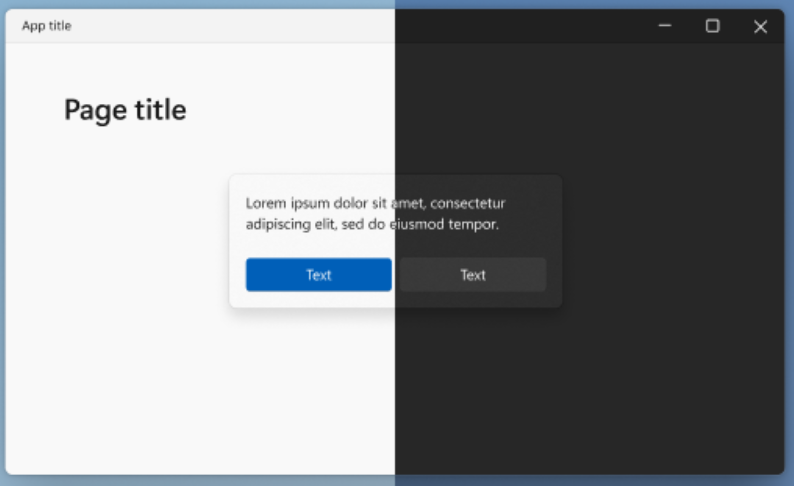 App title
Page title
Lorem ipsum dolor sit amet, consectetur
adipiscing elit, sed do eiusmod tempor.
Text
Text